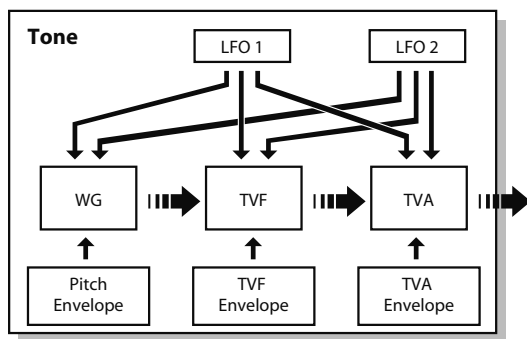 Tone
LFO 1
LFO 2
WG
TVF
TVA
Pitch
Envelope
TVF
Envelope
TVA
Envelope